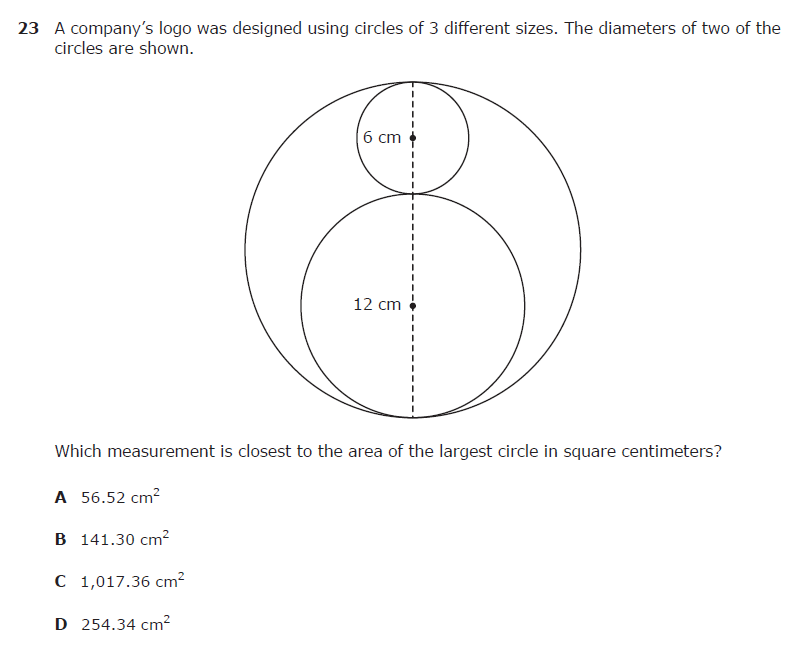 23 A company’s logo was designed using circles of 3 different sizes. The diameters of two of the
circles are shown.
6 cm
12 cm
Which measurement is closest to the area of the largest circle in square centimeters?
A 56.52 cm²
B 141.30 cm²
C 1,017.36 cm²
D 254.34 cm²